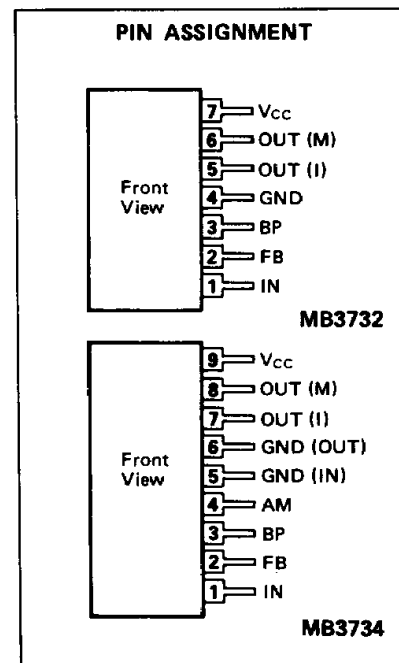 PIN ASSIGNMENT
Front
View
7 VCC
6 OUT (M)
5 OUT (I)
4 GND
3 BP
2 FB
1 IN
MB3732
Front
View
9 VCC
8 OUT (M)
7 OUT (I)
6 GND (OUT)
5 GND (IN)
4 AM
3 BP
2 FB
1 IN
MB3734